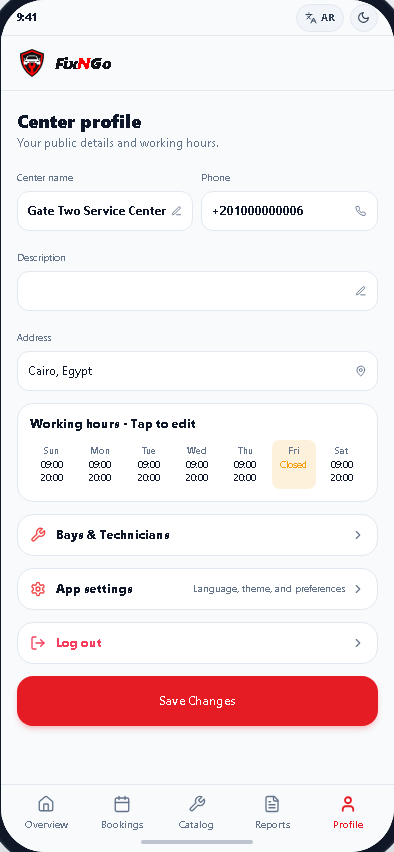 9:41
AR
FixNGo
Center profile
Your public details and working hours.
Center name
Phone
Gate Two Service Center
+201000000006
Description
Address
Cairo, Egypt
Working hours - Tap to edit
Sun Mon Tue Wed Thu Fri Sat
09:00 09:00 09:00 09:00 09:00 Closed 09:00
20:00 20:00 20:00 20:00 20:00 20:00
Bays & Technicians
App settings
Language, theme, and preferences
Log out
Save Changes
Overview Bookings Catalog Reports Profile